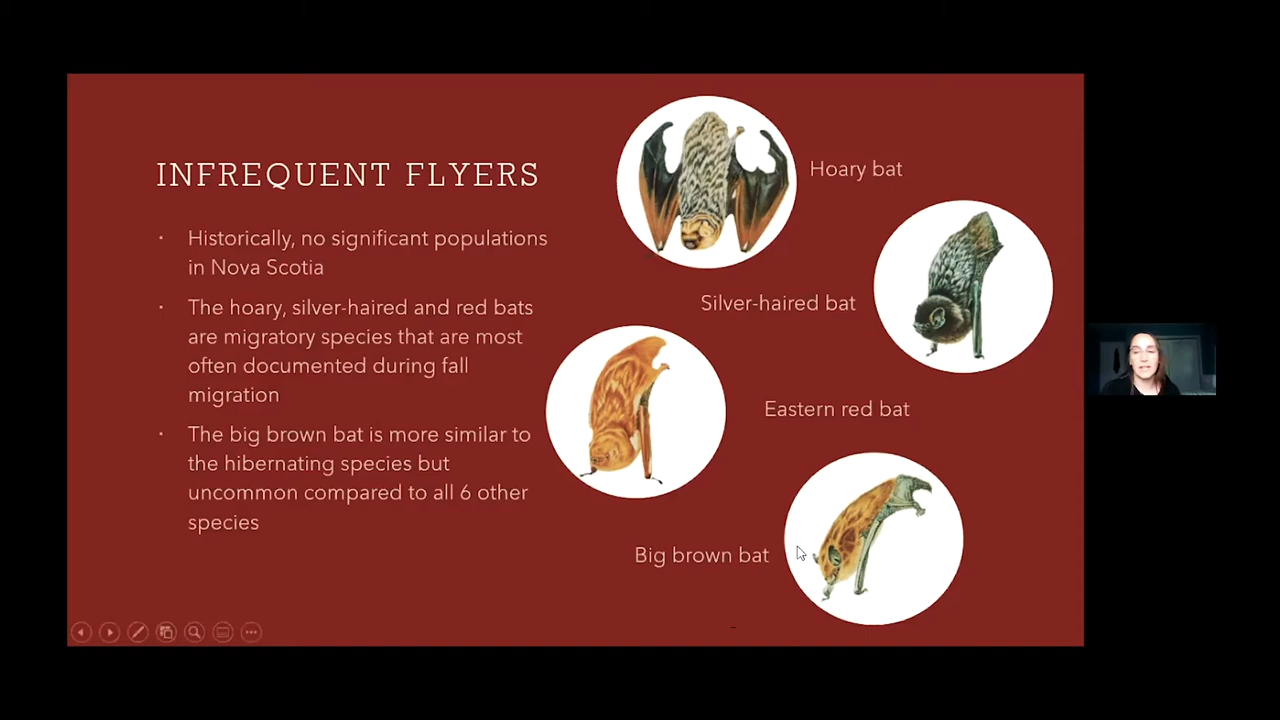 INFREQUENT FLYERS
· Historically, no significant populations
in Nova Scotia
· The hoary, silver-haired and red bats
are migratory species that are most
often documented during fall
migration
· The big brown bat is more similar to
the hibernating species but
uncommon compared to all 6 other
species
Hoary bat
Silver-haired bat
Eastern red bat
Big brown bat